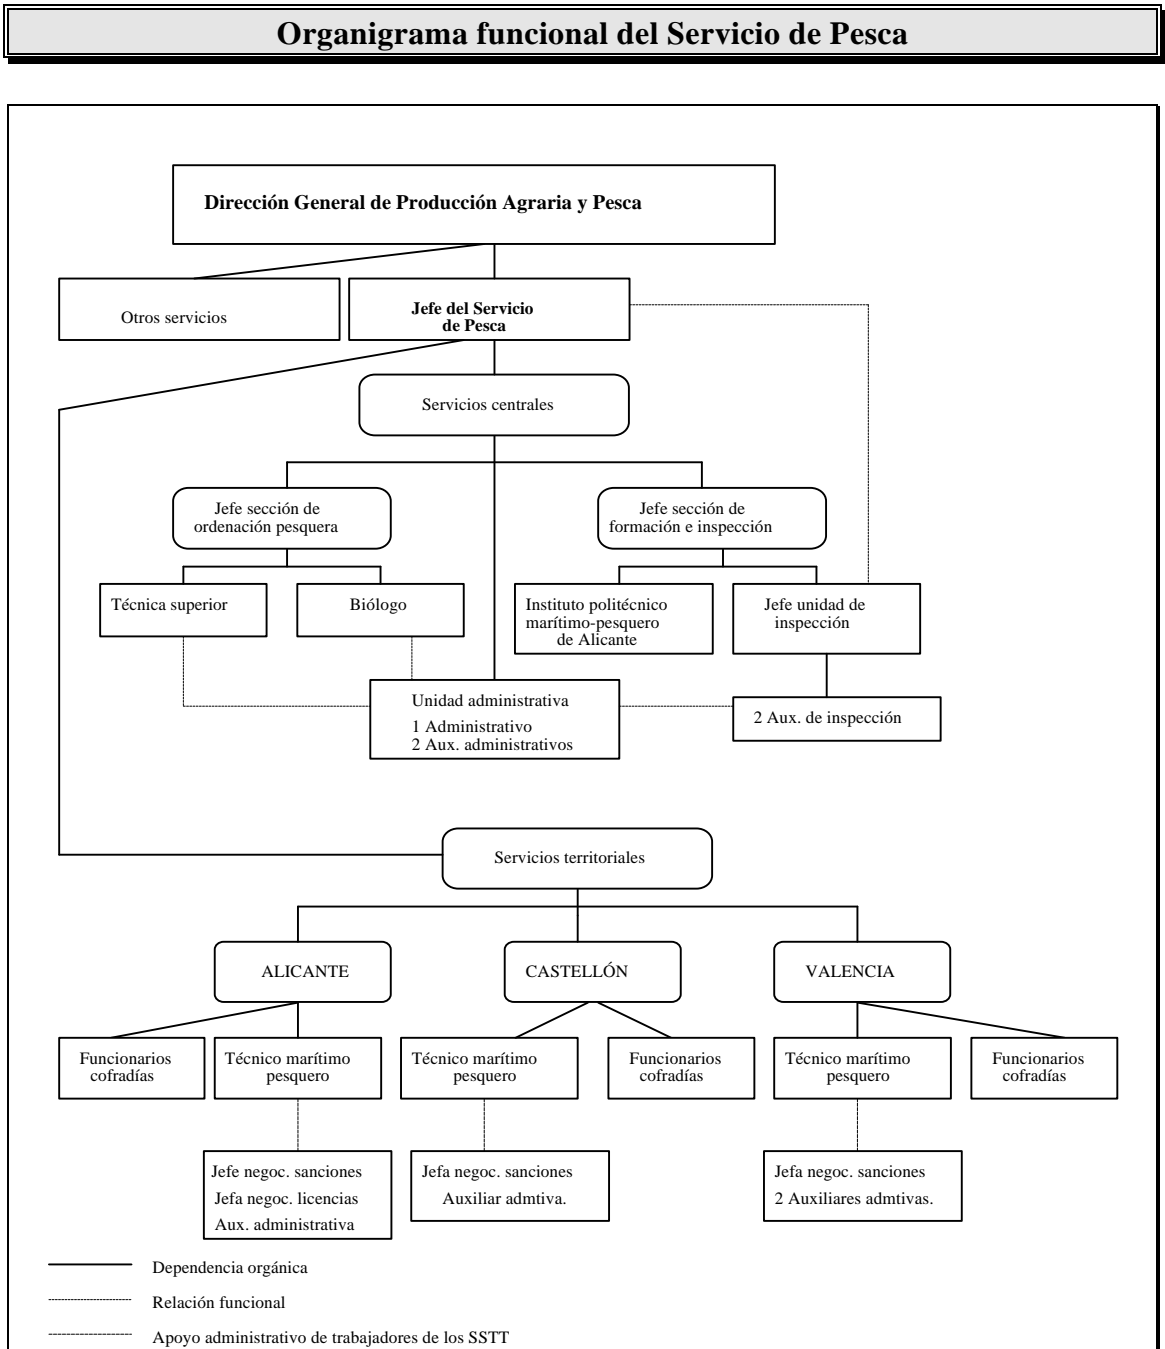 Organigrama funcional del Servicio de Pesca
Dirección General de Producción Agraria y Pesca
Otros servicios
Jefe del Servicio
de Pesca
Servicios centrales
Jefe sección de
ordenación pesquera
Jefe sección de
formación e inspección
Técnica superior
Biólogo
Instituto politécnico
marítimo-pesquero
de Alicante
Jefe unidad de
inspección
Unidad administrativa
1 Administrativo
2 Aux. administrativos
2 Aux. de inspección
Servicios territoriales
ALICANTE
CASTELLÓN
VALENCIA
Funcionarios
cofradías
Técnico marítimo
pesquero
Técnico marítimo
pesquero
Funcionarios
cofradías
Técnico marítimo
pesquero
Funcionarios
cofradías
Jefe negoc. sanciones
Jefa negoc. licencias
Aux. administrativa
Jefa negoc. sanciones
Auxiliar admtiva.
Jefa negoc. sanciones
2 Auxiliares admtivas.
Dependencia orgánica
Relación funcional
Apoyo administrativo de trabajadores de los SSTT